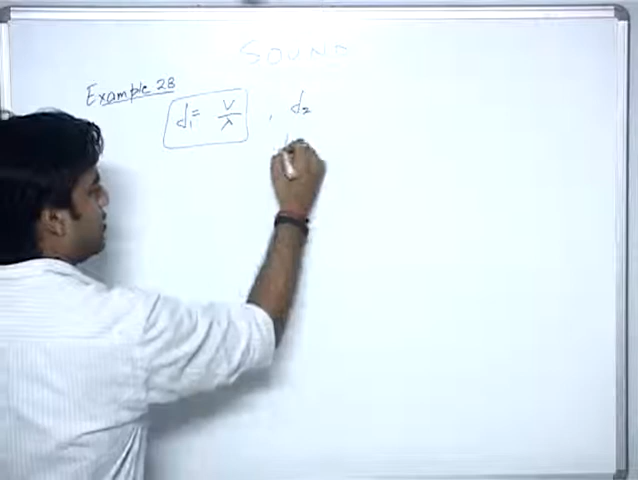 SOUND
Example 28
d₁ = v/λ , d₂